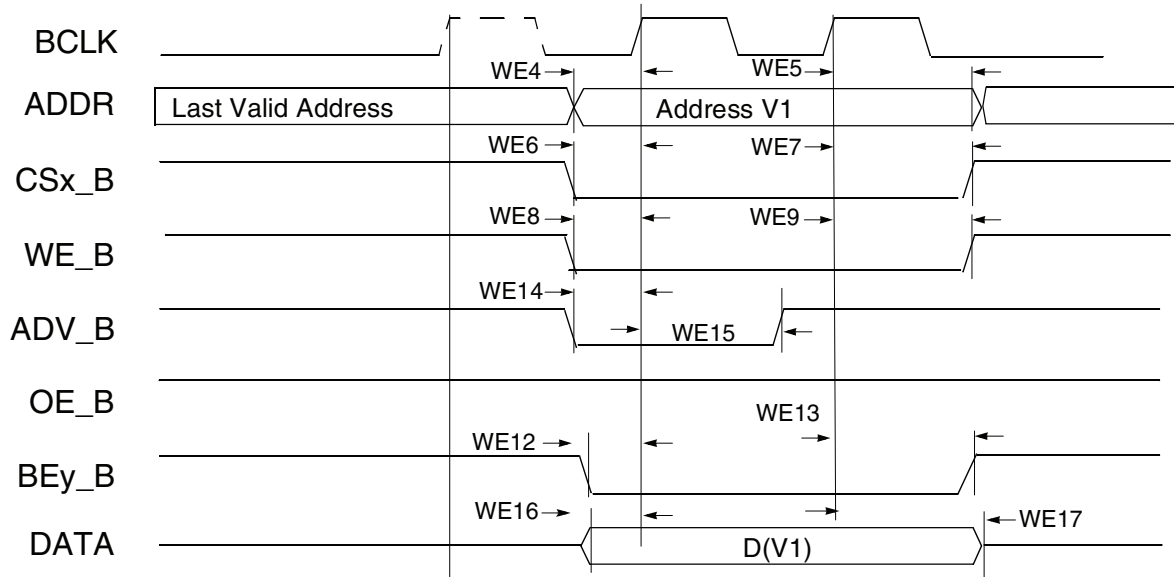 BCLK
WE4 WE5
ADDR Last Valid Address Address V1
WE6 WE7
CSx_B
WE8 WE9
WE_B
WE14
ADV_B WE15
OE_B
WE13
WE12
BEy_B
WE16 WE17
DATA D(V1)